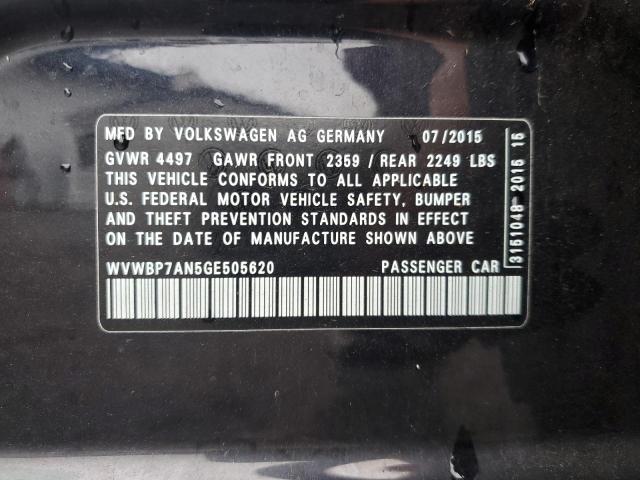 MFD BY VOLKSWAGEN AG GERMANY 07/2015
GVWR 4497 GAWR FRONT 2359 / REAR 2249 LBS
THIS VEHICLE CONFORMS TO ALL APPLICABLE
U.S. FEDERAL MOTOR VEHICLE SAFETY, BUMPER
AND THEFT PREVENTION STANDARDS IN EFFECT
ON THE DATE OF MANUFACTURE SHOWN ABOVE
WVWBP7AN5GE505620 PASSENGER CAR
3151048 2015 15